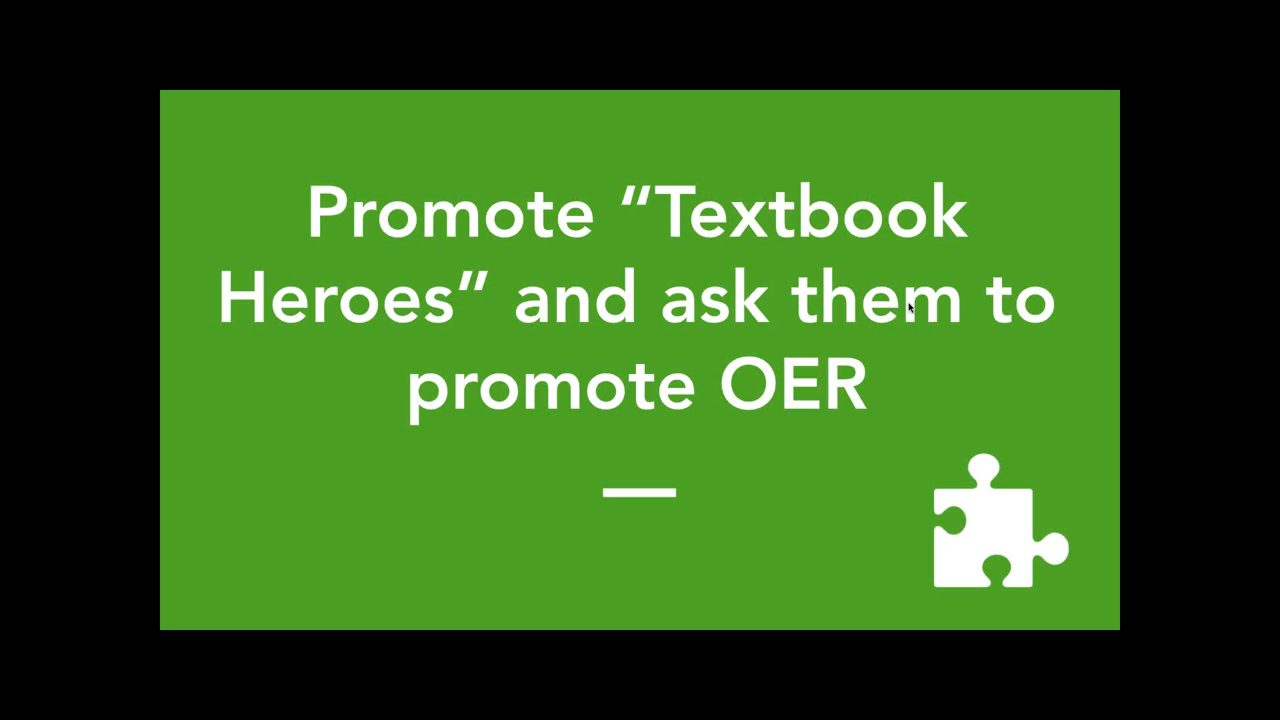 Promote “Textbook
Heroes” and ask them to
promote OER